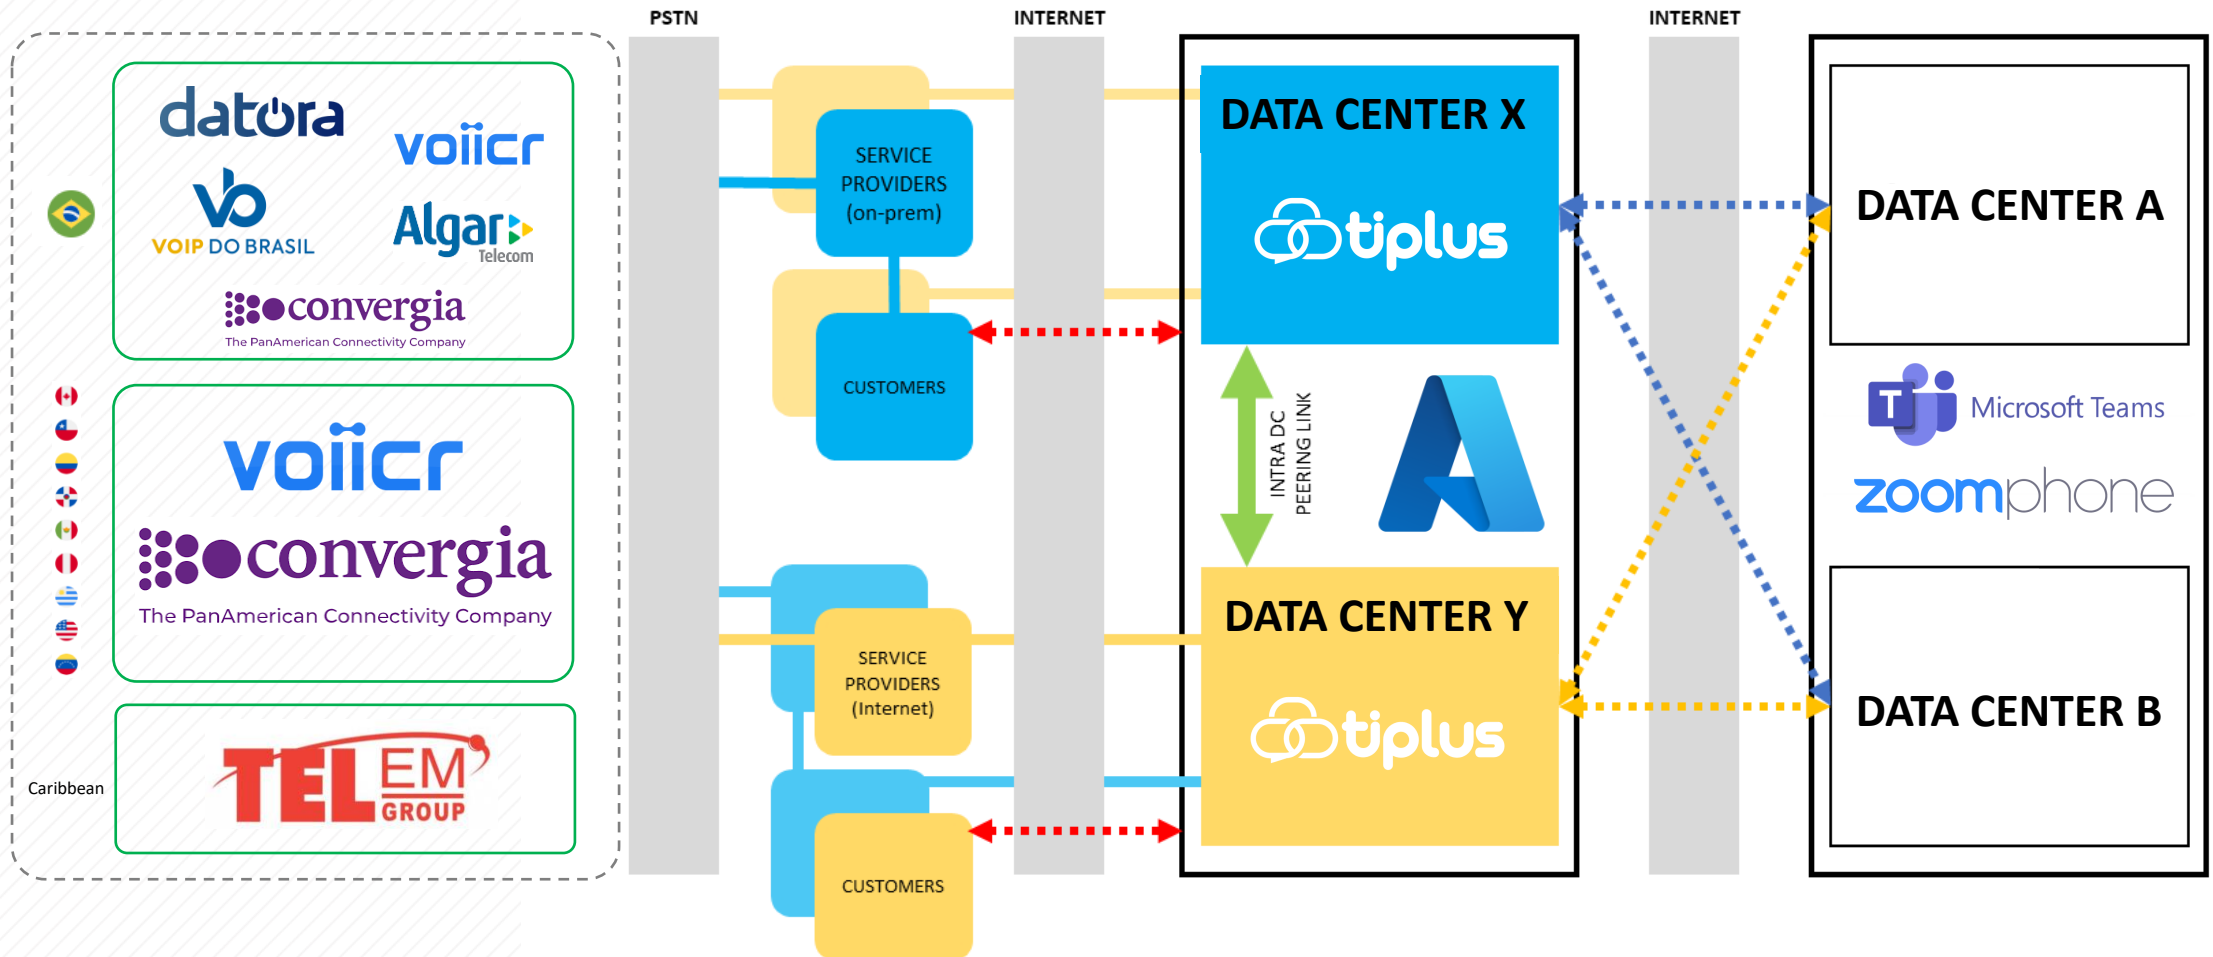 PSTN
INTERNET
INTERNET
datora
voiicr
VOIP DO BRASIL
Algar
Telecom
convergia
The PanAmerican Connectivity Company
voiicr
convergia
The PanAmerican Connectivity Company
Caribbean
TELEM
GROUP
SERVICE
PROVIDERS
(on-prem)
CUSTOMERS
SERVICE
PROVIDERS
(Internet)
CUSTOMERS
DATA CENTER X
tiplus
INTRA DC
PEERING LINK
DATA CENTER Y
tiplus
DATA CENTER A
T
Microsoft Teams
zoomphone
DATA CENTER B